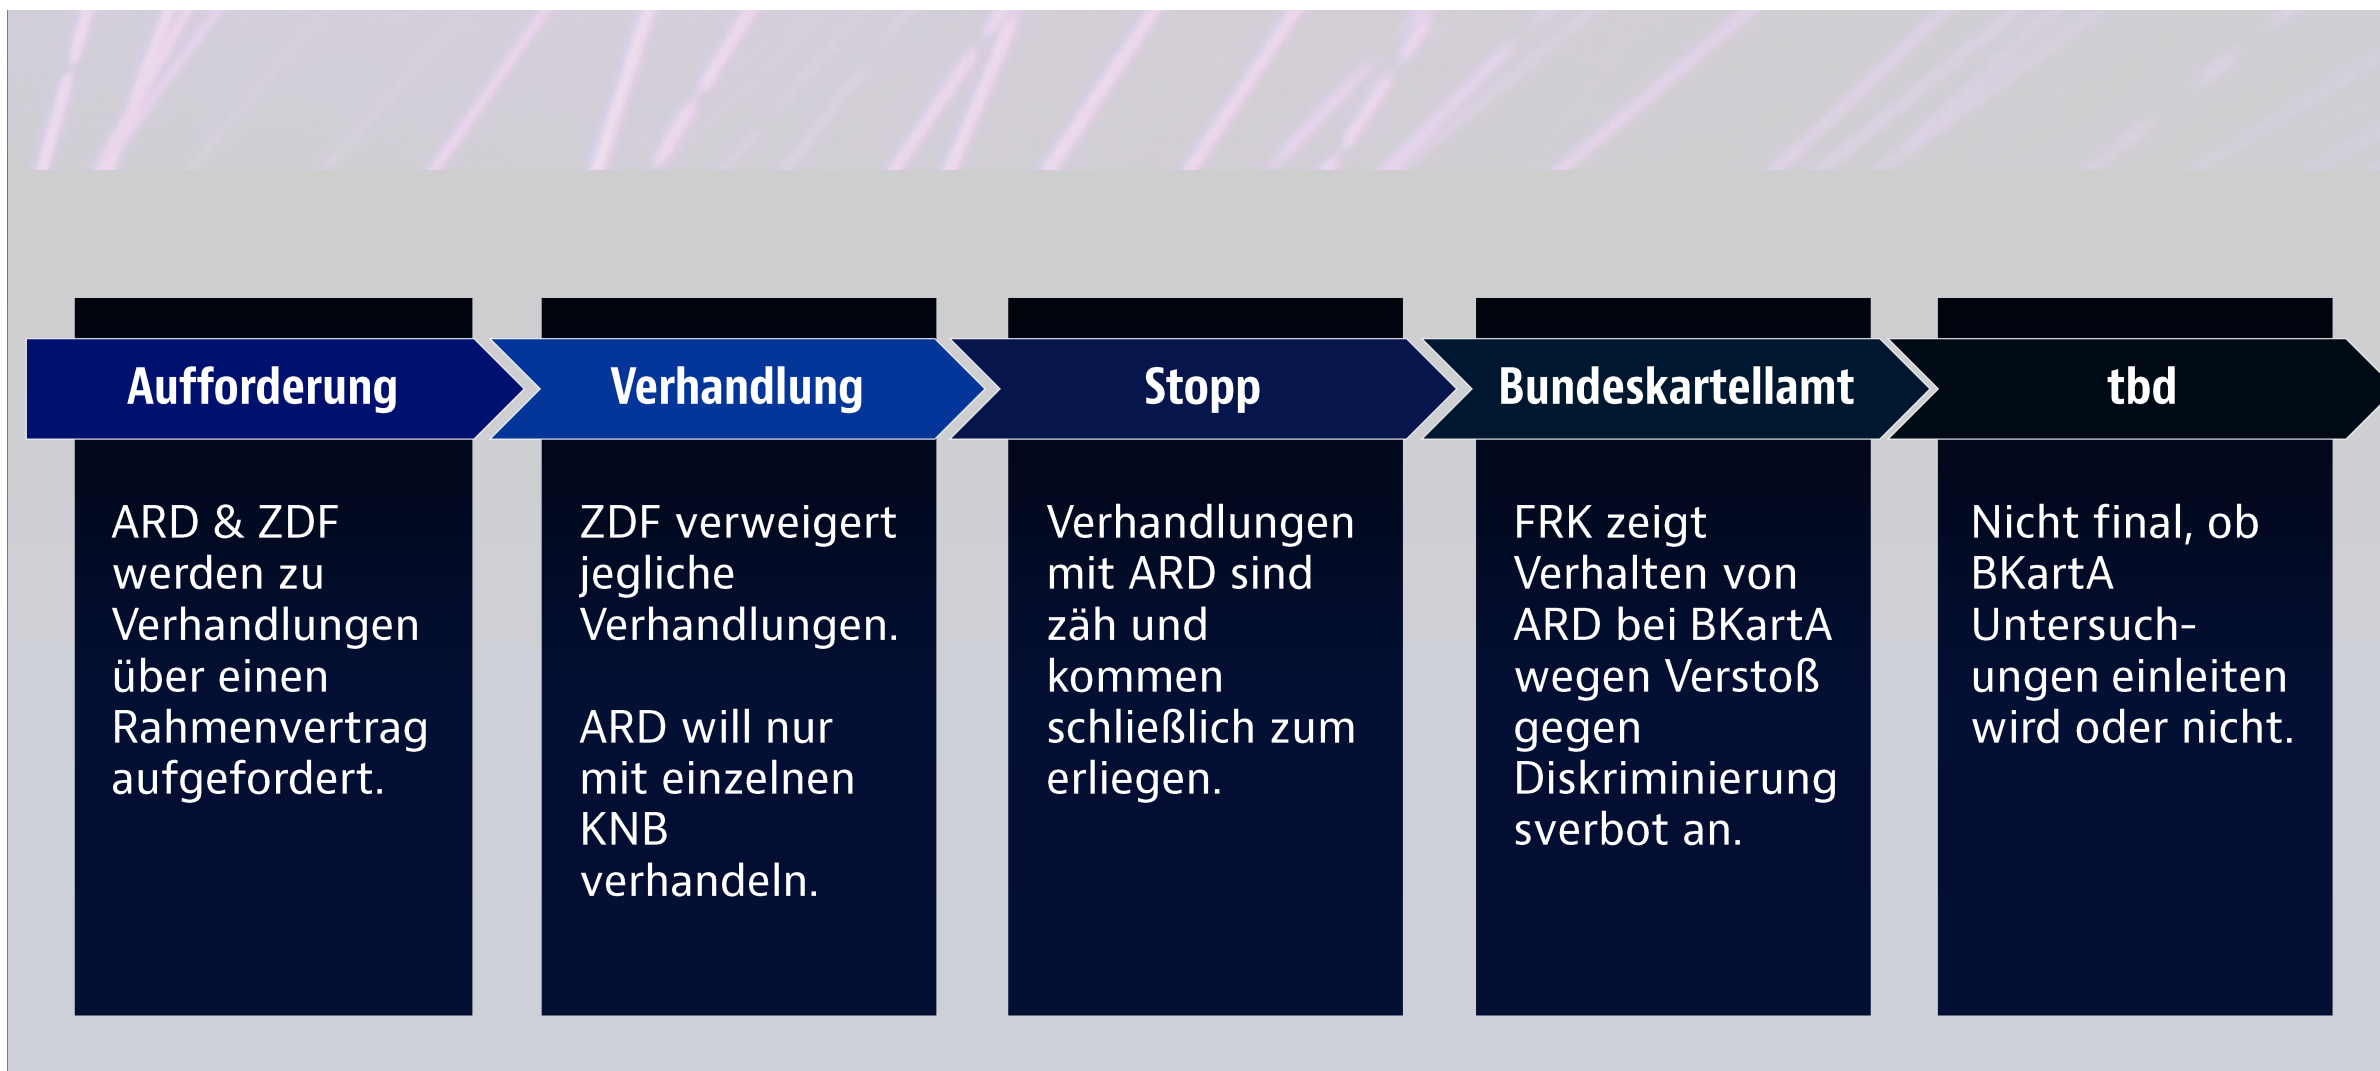 Aufforderung
ARD & ZDF
werden zu
Verhandlungen
über einen
Rahmenvertrag
aufgefordert.
Verhandlung
ZDF verweigert
jegliche
Verhandlungen.
ARD will nur
mit einzelnen
KNB
verhandeln.
Stopp
Verhandlungen
mit ARD sind
zäh und
kommen
schließlich zum
erliegen.
Bundeskartellamt
FRK zeigt
Verhalten von
ARD bei BKartA
wegen Verstoß
gegen
Diskriminierung
sverbot an.
tbd
Nicht final, ob
BKartA
Untersuch-
ungen einleiten
wird oder nicht.